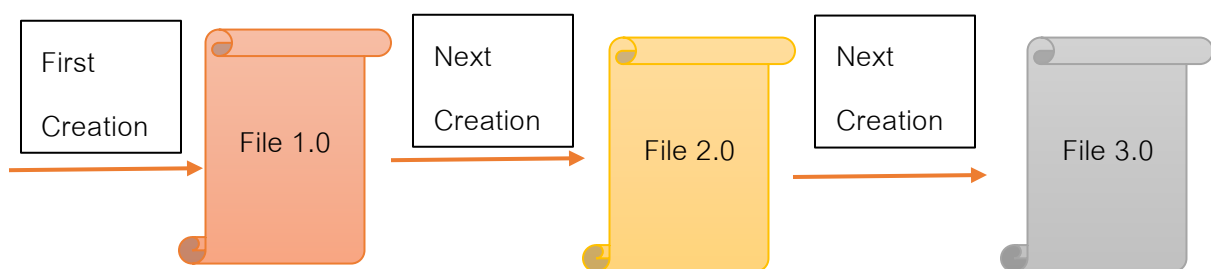 First
Creation
File 1.0
Next
Creation
File 2.0
Next
Creation
File 3.0